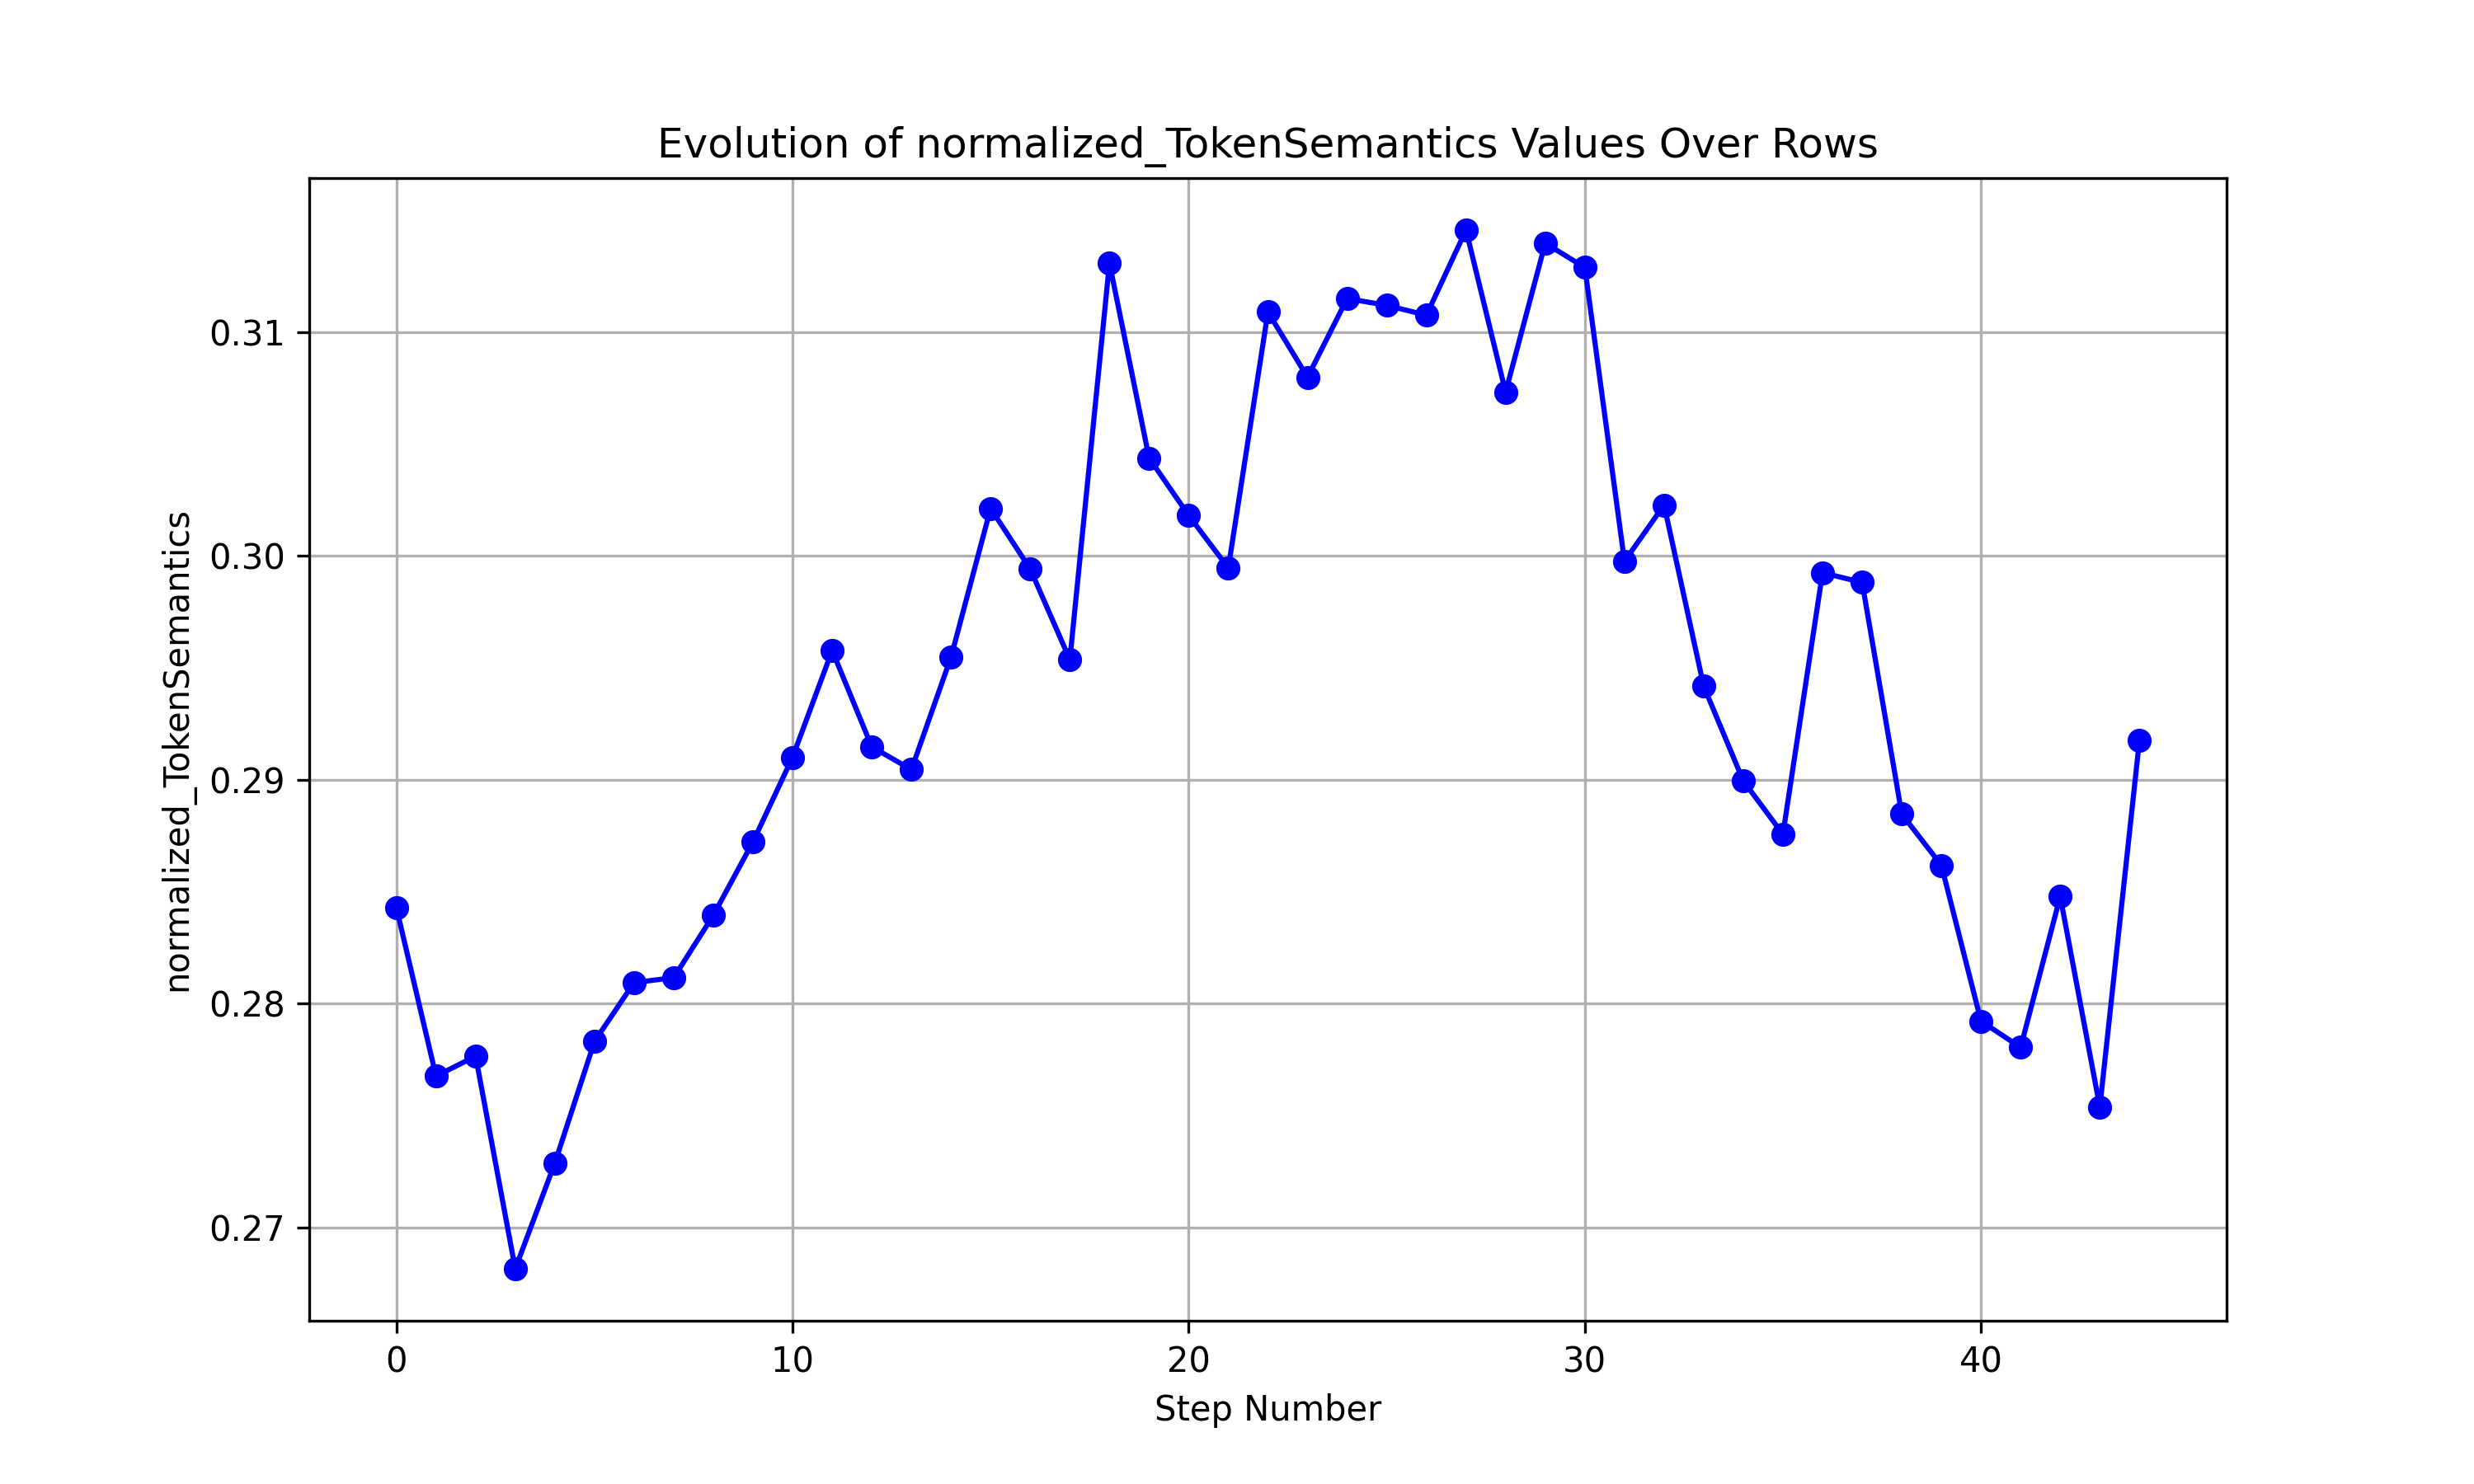 Evolution of normalized_TokenSemantics Values Over Rows
normalized_TokenSemantics
0.31
0.30
0.29
0.28
0.27
0 10 20 30 40
Step Number